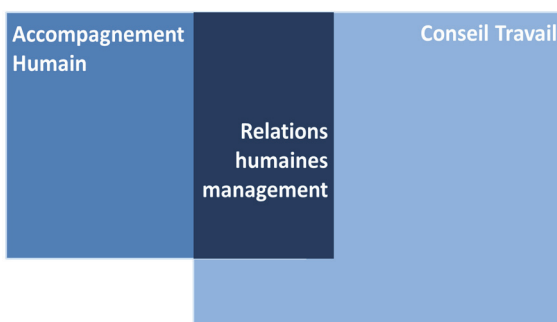 Accompagnement
Humain
Conseil Travail
Relations
humaines
management